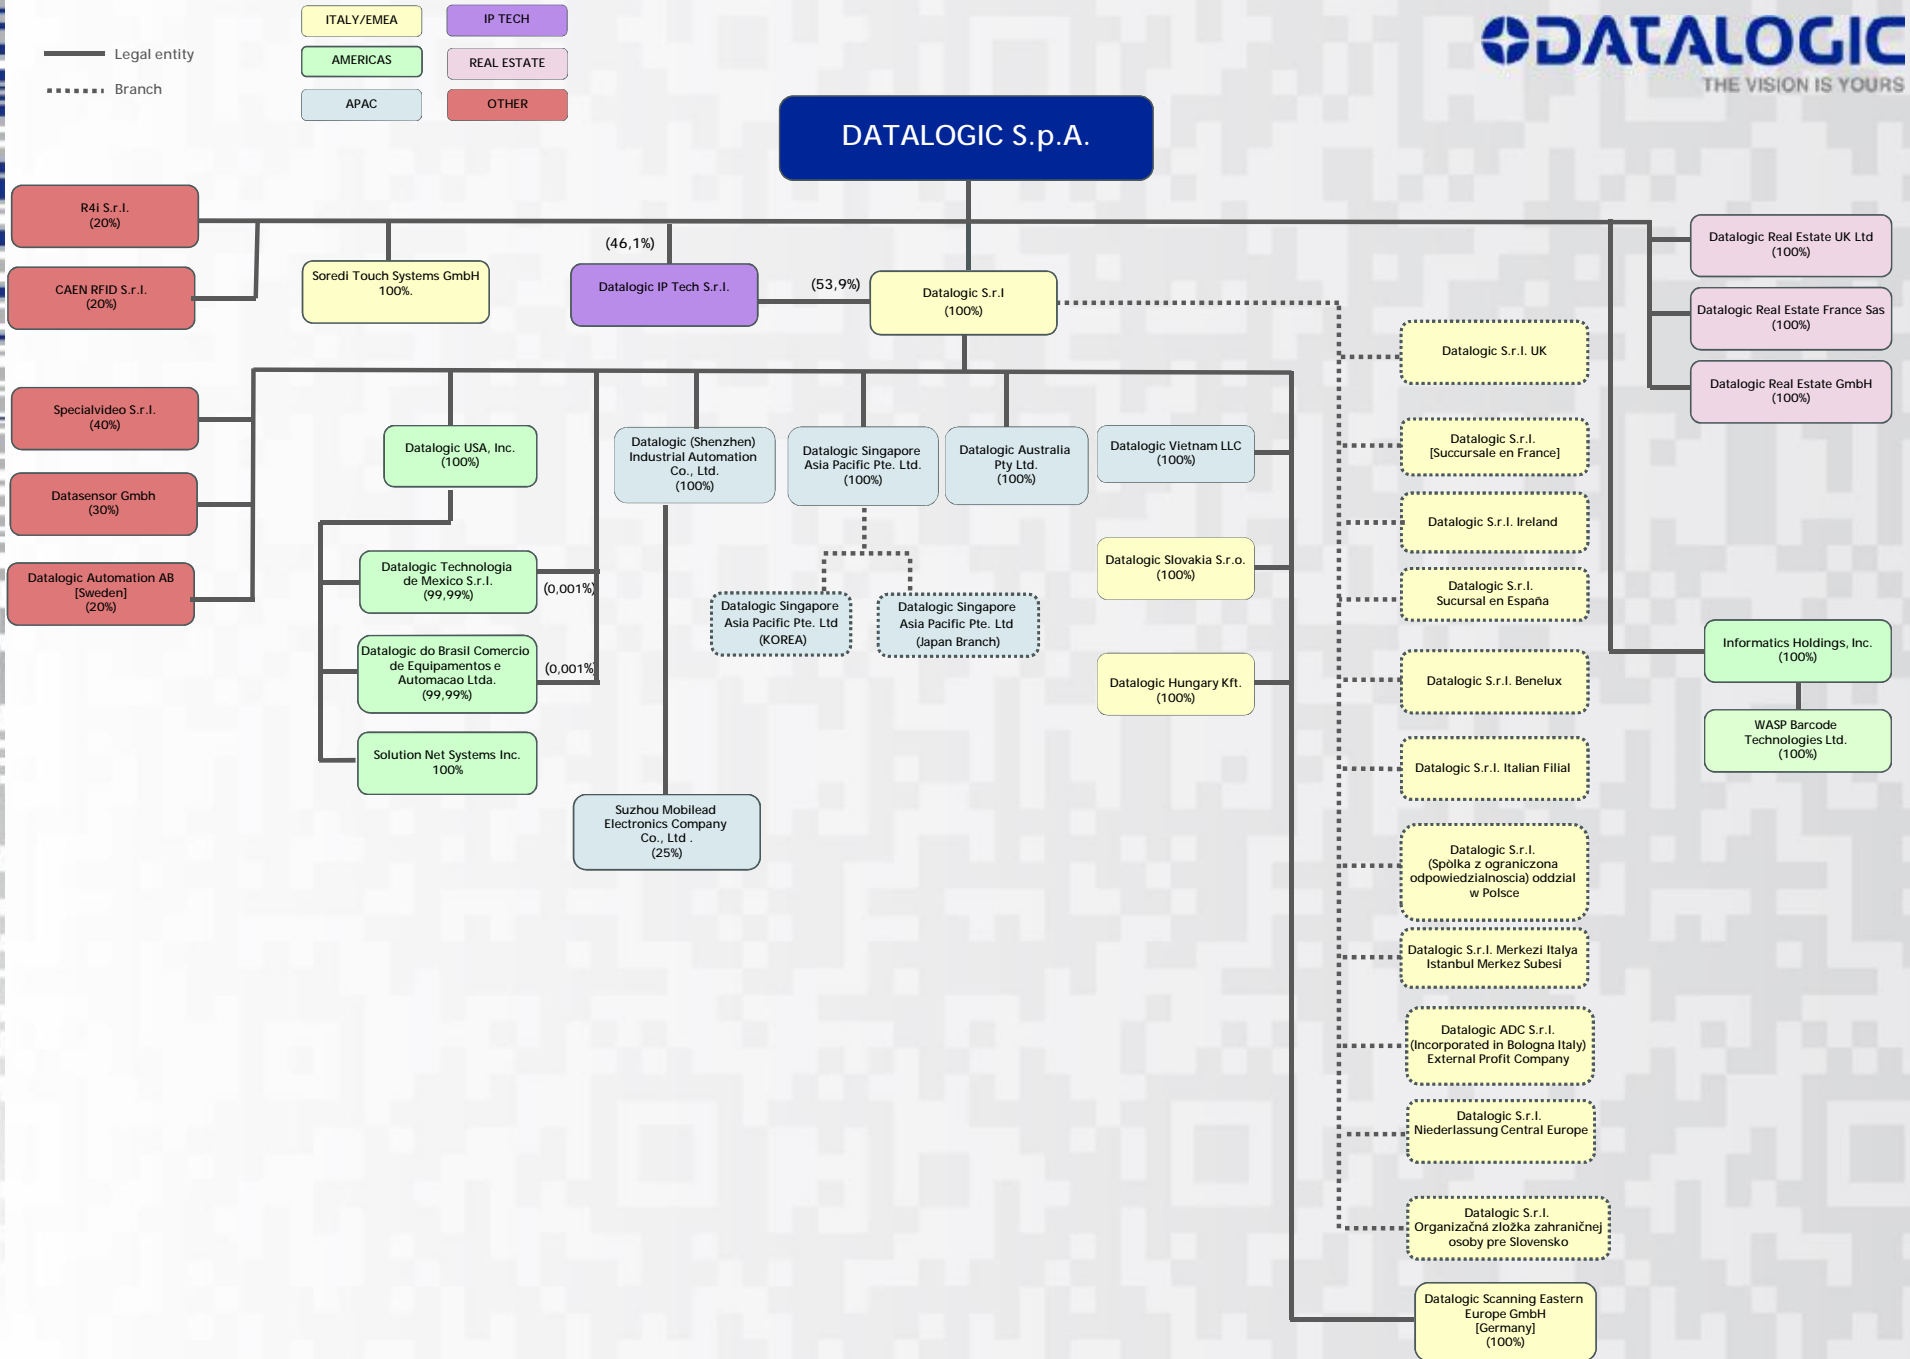 Legal entity
Branch
ITALY/EMEA
IP TECH
AMERICAS
REAL ESTATE
APAC
OTHER
DATALOGIC
THE VISION IS YOURS
DATALOGIC S.p.A.
R4i S.r.l.
(20%)
CAEN RFID S.r.l.
(20%)
Soredi Touch Systems GmbH
100%.
(46,1%)
Datalogic IP Tech S.r.l.
(53,9%)
Datalogic S.r.l
(100%)
Datalogic Real Estate UK Ltd
(100%)
Datalogic Real Estate France Sas
(100%)
Datalogic Real Estate GmbH
(100%)
Specialvideo S.r.l.
(40%)
Datasensor Gmbh
(30%)
Datalogic Automation AB
[Sweden]
(20%)
Datalogic USA, Inc.
(100%)
Datalogic Technologia
de Mexico S.r.l.
(99,99%)
(0,001%)
Datalogic do Brasil Comercio
de Equipamentos e
Automacao Ltda.
(99,99%)
(0,001%)
Solution Net Systems Inc.
100%
Datalogic (Shenzhen)
Industrial Automation
Co., Ltd.
(100%)
Suzhou Mobilead
Electronics Company
Co., Ltd .
(25%)
Datalogic Singapore
Asia Pacific Pte. Ltd.
(100%)
Datalogic Singapore
Asia Pacific Pte. Ltd
(KOREA)
Datalogic Singapore
Asia Pacific Pte. Ltd
(Japan Branch)
Datalogic Australia
Pty Ltd.
(100%)
Datalogic Vietnam LLC
(100%)
Datalogic Slovakia S.r.o.
(100%)
Datalogic Hungary Kft.
(100%)
Datalogic S.r.l. UK
Datalogic S.r.l.
[Succursale en France]
Datalogic S.r.l. Ireland
Datalogic S.r.l.
Sucursal en España
Datalogic S.r.l. Benelux
Datalogic S.r.l. Italian Filial
Datalogic S.r.l.
(Spòlka z ograniczona
odpowiedzialnoscia) oddzial
w Polsce
Datalogic S.r.l. Merkezi Italya
Istanbul Merkez Subesi
Datalogic ADC S.r.l.
(Incorporated in Bologna Italy)
External Profit Company
Datalogic S.r.l.
Niederlassung Central Europe
Datalogic S.r.l.
Organizačná zložka zahraničnej
osoby pre Slovensko
Datalogic Scanning Eastern
Europe GmbH
[Germany]
(100%)
Informatics Holdings, Inc.
(100%)
WASP Barcode
Technologies Ltd.
(100%)